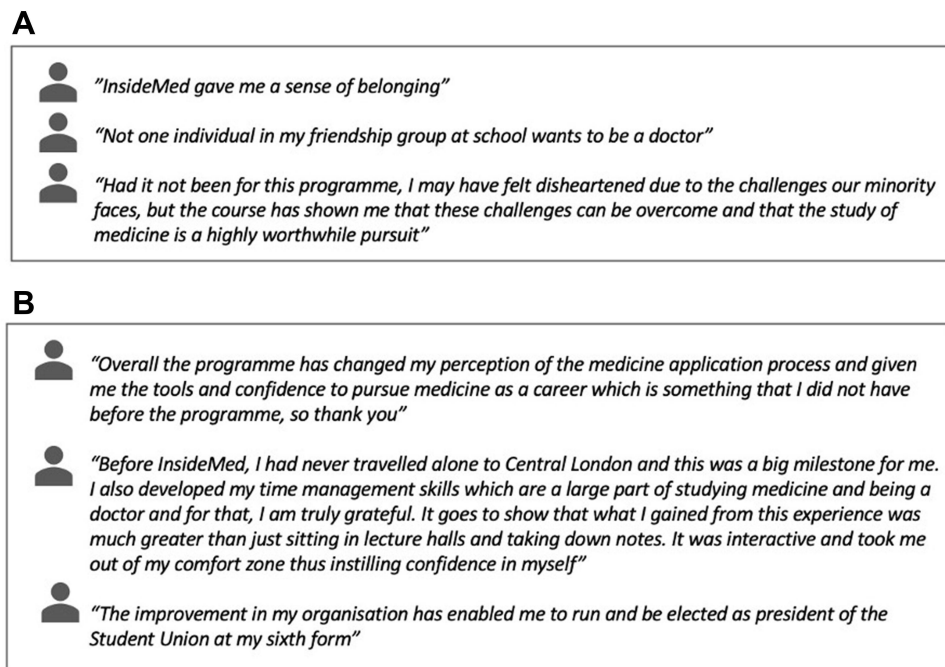 A
”InsideMed gave me a sense of belonging”
“Not one individual in my friendship group at school wants to be a doctor”
“Had it not been for this programme, I may have felt disheartened due to the challenges our minority
faces, but the course has shown me that these challenges can be overcome and that the study of
medicine is a highly worthwhile pursuit”
B
“Overall the programme has changed my perception of the medicine application process and given
me the tools and confidence to pursue medicine as a career which is something that I did not have
before the programme, so thank you”
“Before InsideMed, I had never travelled alone to Central London and this was a big milestone for me.
I also developed my time management skills which are a large part of studying medicine and being a
doctor and for that, I am truly grateful. It goes to show that what I gained from this experience was
much greater than just sitting in lecture halls and taking down notes. It was interactive and took me
out of my comfort zone thus instilling confidence in myself”
“The improvement in my organisation has enabled me to run and be elected as president of the
Student Union at my sixth form”